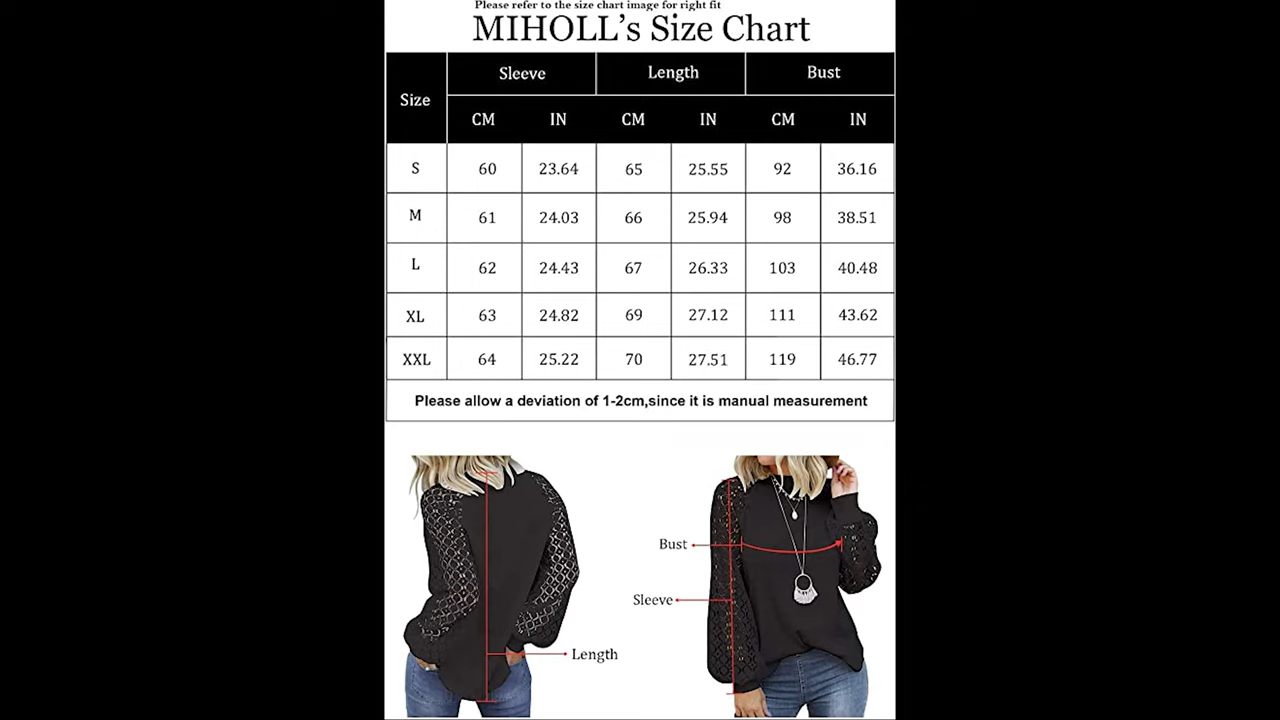 Please refer to the size chart image for right fit
MIHOLL's Size Chart
Size Sleeve Length Bust
CM IN CM IN CM IN
S 60 23.64 65 25.55 92 36.16
M 61 24.03 66 25.94 98 38.51
L 62 24.43 67 26.33 103 40.48
XL 63 24.82 69 27.12 111 43.62
XXL 64 25.22 70 27.51 119 46.77
Please allow a deviation of 1-2cm,since it is manual measurement
Bust
Sleeve
Length